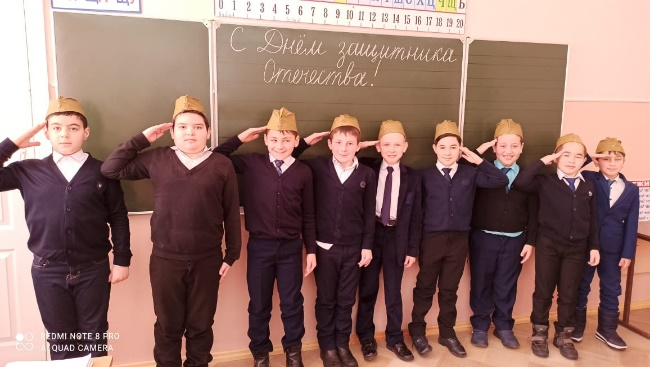 0 1 2 3 4 5 6 7 8 9 10 11 12 13 14 15 16 17 18 19 20
С Днём защитника
Отечества!
REDMI NOTE 8 PRO
AI QUAD CAMERA